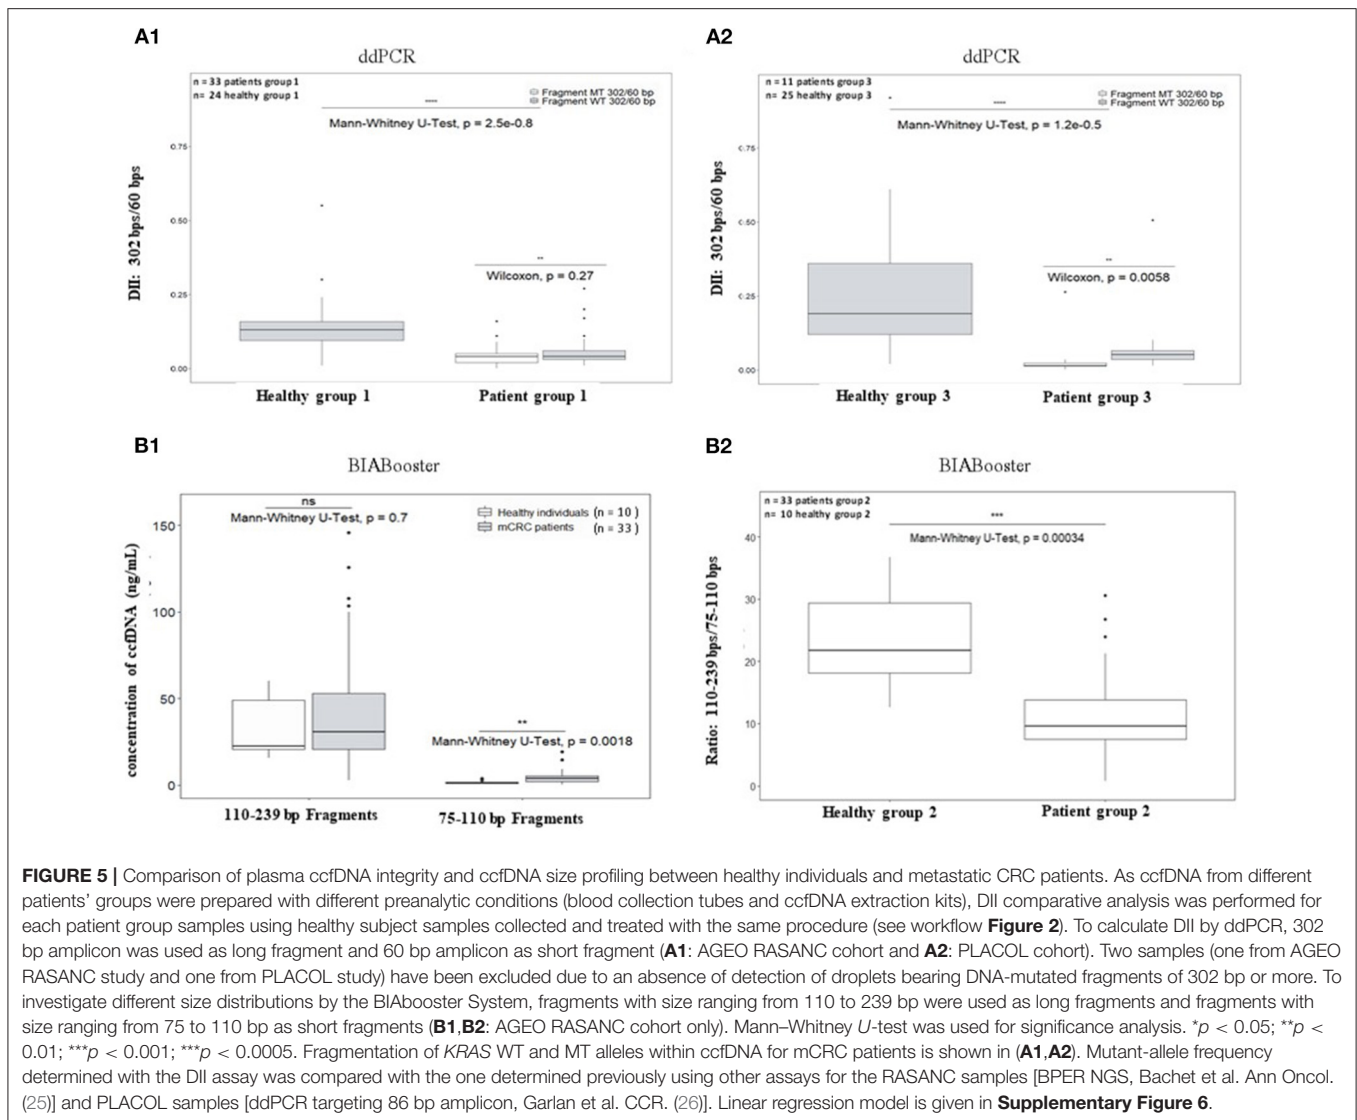 A1
ddPCR
n = 33 patients group 1
n= 24 healthy group 1
Fragment MT 302/60 bp
Fragment WT 302/60 bp
****
Mann-Whitney U-Test, p = 2.5e-0.8
DII: 302 bps/60 bps
0.75
0.50
0.25
0.00
**
Wilcoxon, p = 0.27
Healthy group 1
Patient group 1
A2
ddPCR
n = 11 patients group 3
n= 25 healthy group 3
Fragment MT 302/60 bp
Fragment WT 302/60 bp
****
Mann-Whitney U-Test, p = 1.2e-0.5
DII: 302 bps/60 bps
0.75
0.50
0.25
0.00
**
Wilcoxon, p = 0.0058
Healthy group 3
Patient group 3
B1
BIABooster
ns
Mann-Whitney U-Test, p = 0.7
Healthy individuals (n = 10 )
mCRC patients (n = 33 )
concentration of ccfDNA (ng/mL)
150
100
50
0
**
Mann-Whitney U-Test, p = 0.0018
110-239 bp Fragments
75-110 bp Fragments
B2
BIABooster
n = 33 patients group 2
n= 10 healthy group 2
***
Mann-Whitney U-Test, p = 0.00034
Ratio: 110-239 bps/75-110 bps
40
30
20
10
0
Healthy group 2
Patient group 2
FIGURE 5 | Comparison of plasma ccfDNA integrity and ccfDNA size profiling between healthy individuals and metastatic CRC patients. As ccfDNA from different
patients' groups were prepared with different preanalytic conditions (blood collection tubes and ccfDNA extraction kits), DII comparative analysis was performed for
each patient group samples using healthy subject samples collected and treated with the same procedure (see workflow Figure 2). To calculate DII by ddPCR, 302
bp amplicon was used as long fragment and 60 bp amplicon as short fragment (A1: AGEO RASANC cohort and A2: PLACOL cohort). Two samples (one from AGEO
RASANC study and one from PLACOL study) have been excluded due to an absence of detection of droplets bearing DNA-mutated fragments of 302 bp or more. To
investigate different size distributions by the BIAbooster System, fragments with size ranging from 110 to 239 bp were used as long fragments and fragments with
size ranging from 75 to 110 bp as short fragments (B1,B2: AGEO RASANC cohort only). Mann–Whitney U-test was used for significance analysis. *p < 0.05; **p <
0.01; ***p < 0.001; ***p < 0.0005. Fragmentation of KRAS WT and MT alleles within ccfDNA for mCRC patients is shown in (A1,A2). Mutant-allele frequency
determined with the DII assay was compared with the one determined previously using other assays for the RASANC samples [BPER NGS, Bachet et al. Ann Oncol.
(25)] and PLACOL samples [ddPCR targeting 86 bp amplicon, Garlan et al. CCR. (26)]. Linear regression model is given in Supplementary Figure 6.